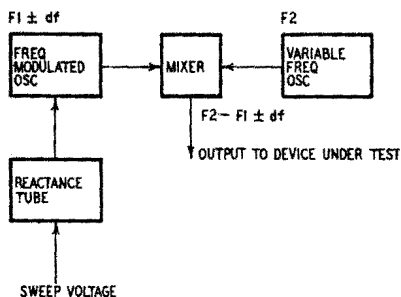 F1 ± df
F2
FREQ
MODULATED
OSC
MIXER
VARIABLE
FREQ
OSC
F2 - F1 ± df
OUTPUT TO DEVICE UNDER TEST
REACTANCE
TUBE
SWEEP VOLTAGE